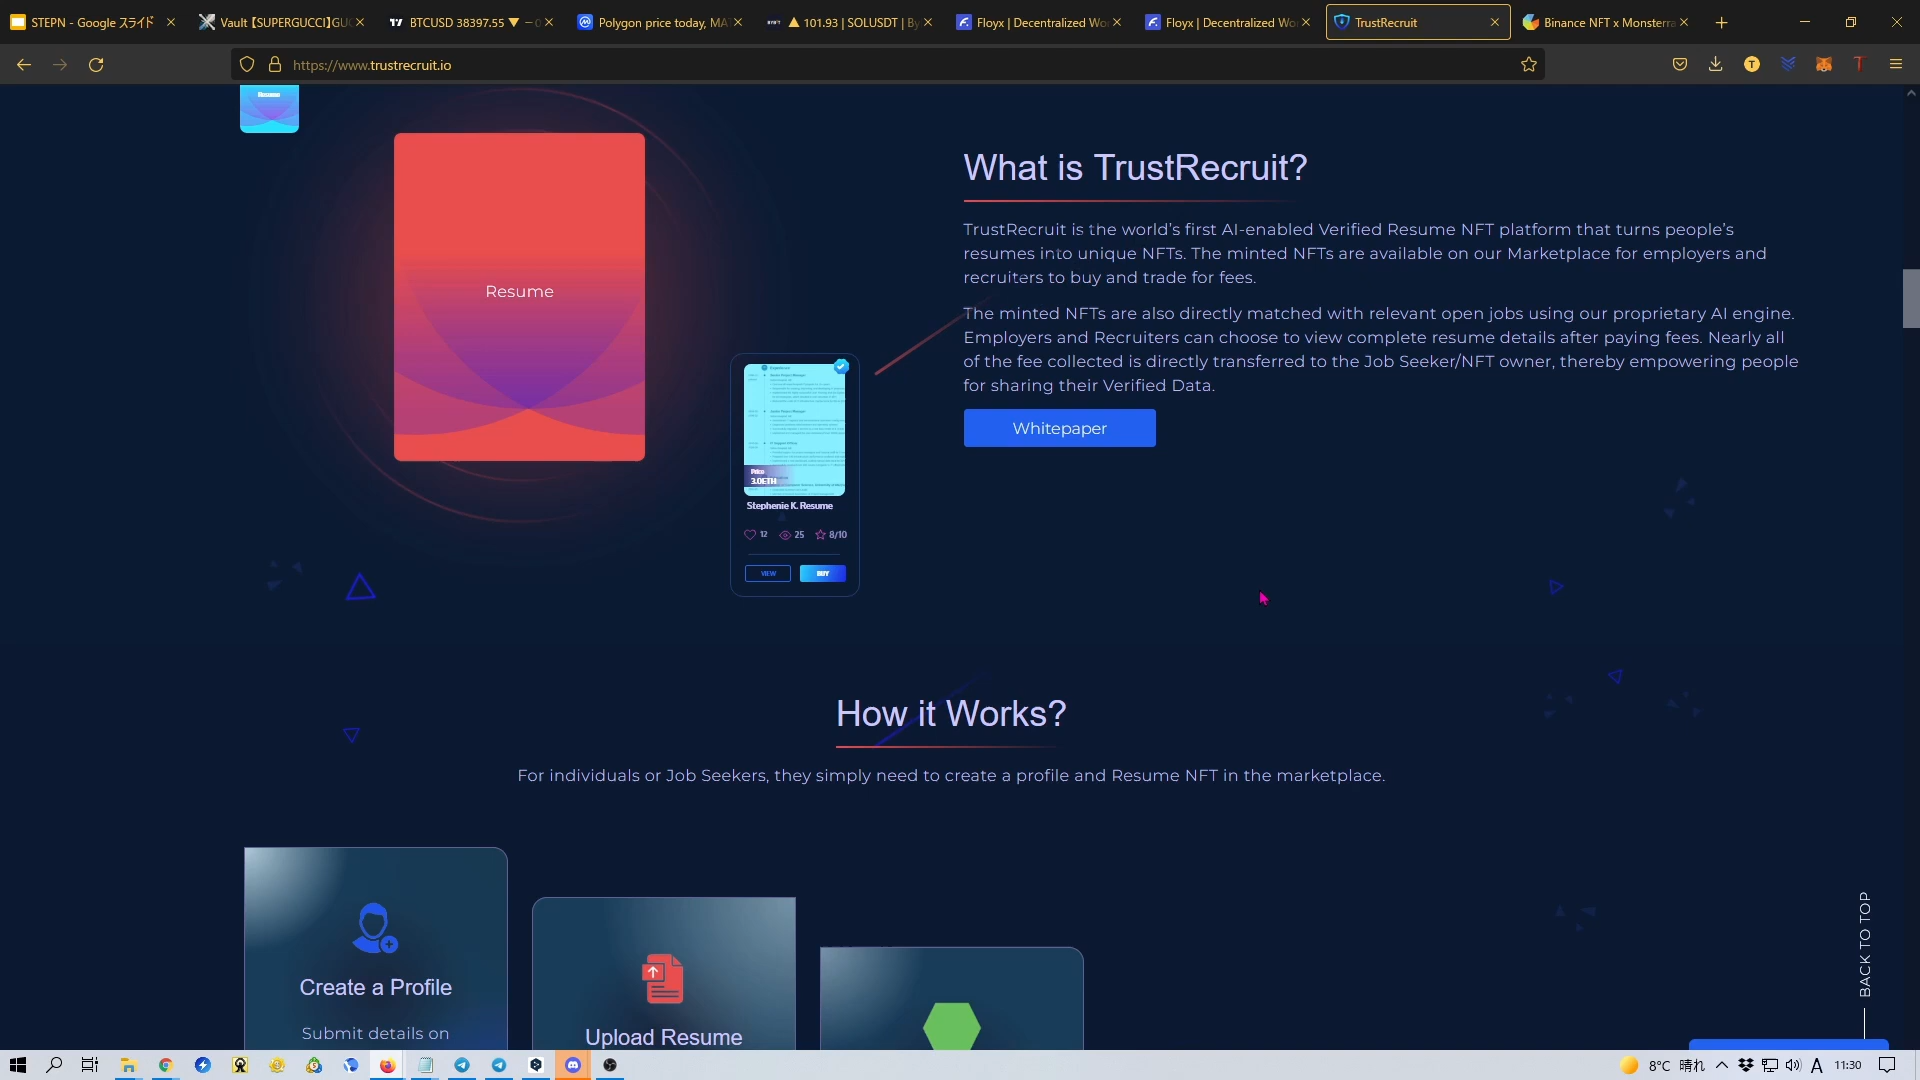 STEPN - Google スライド
Vault 【SUPERGUCCI】GUC
BTCUSD 38397.55 ▼ −
Polygon price today, MA
▲ 101.93 | SOLUSDT | By
Floyx | Decentralized Wo
Floyx | Decentralized Wo
TrustRecruit
Binance NFT x Monsterra
https://www.trustrecruit.io
Resume
Resume
What is TrustRecruit?
TrustRecruit is the world's first AI-enabled Verified Resume NFT platform that turns people's
resumes into unique NFTs. The minted NFTs are available on our Marketplace for employers and
recruiters to buy and trade for fees.
The minted NFTs are also directly matched with relevant open jobs using our proprietary AI engine.
Employers and Recruiters can choose to view complete resume details after paying fees. Nearly all
of the fee collected is directly transferred to the Job Seeker/NFT owner, thereby empowering people
for sharing their Verified Data.
Whitepaper
Price
3.0ETH
Stephenie K. Resume
12 25 8/10
VIEW BUY
How it Works?
For individuals or Job Seekers, they simply need to create a profile and Resume NFT in the marketplace.
Create a Profile
Submit details on
Upload Resume
BACK TO TOP
8°C 晴れ A 11:30